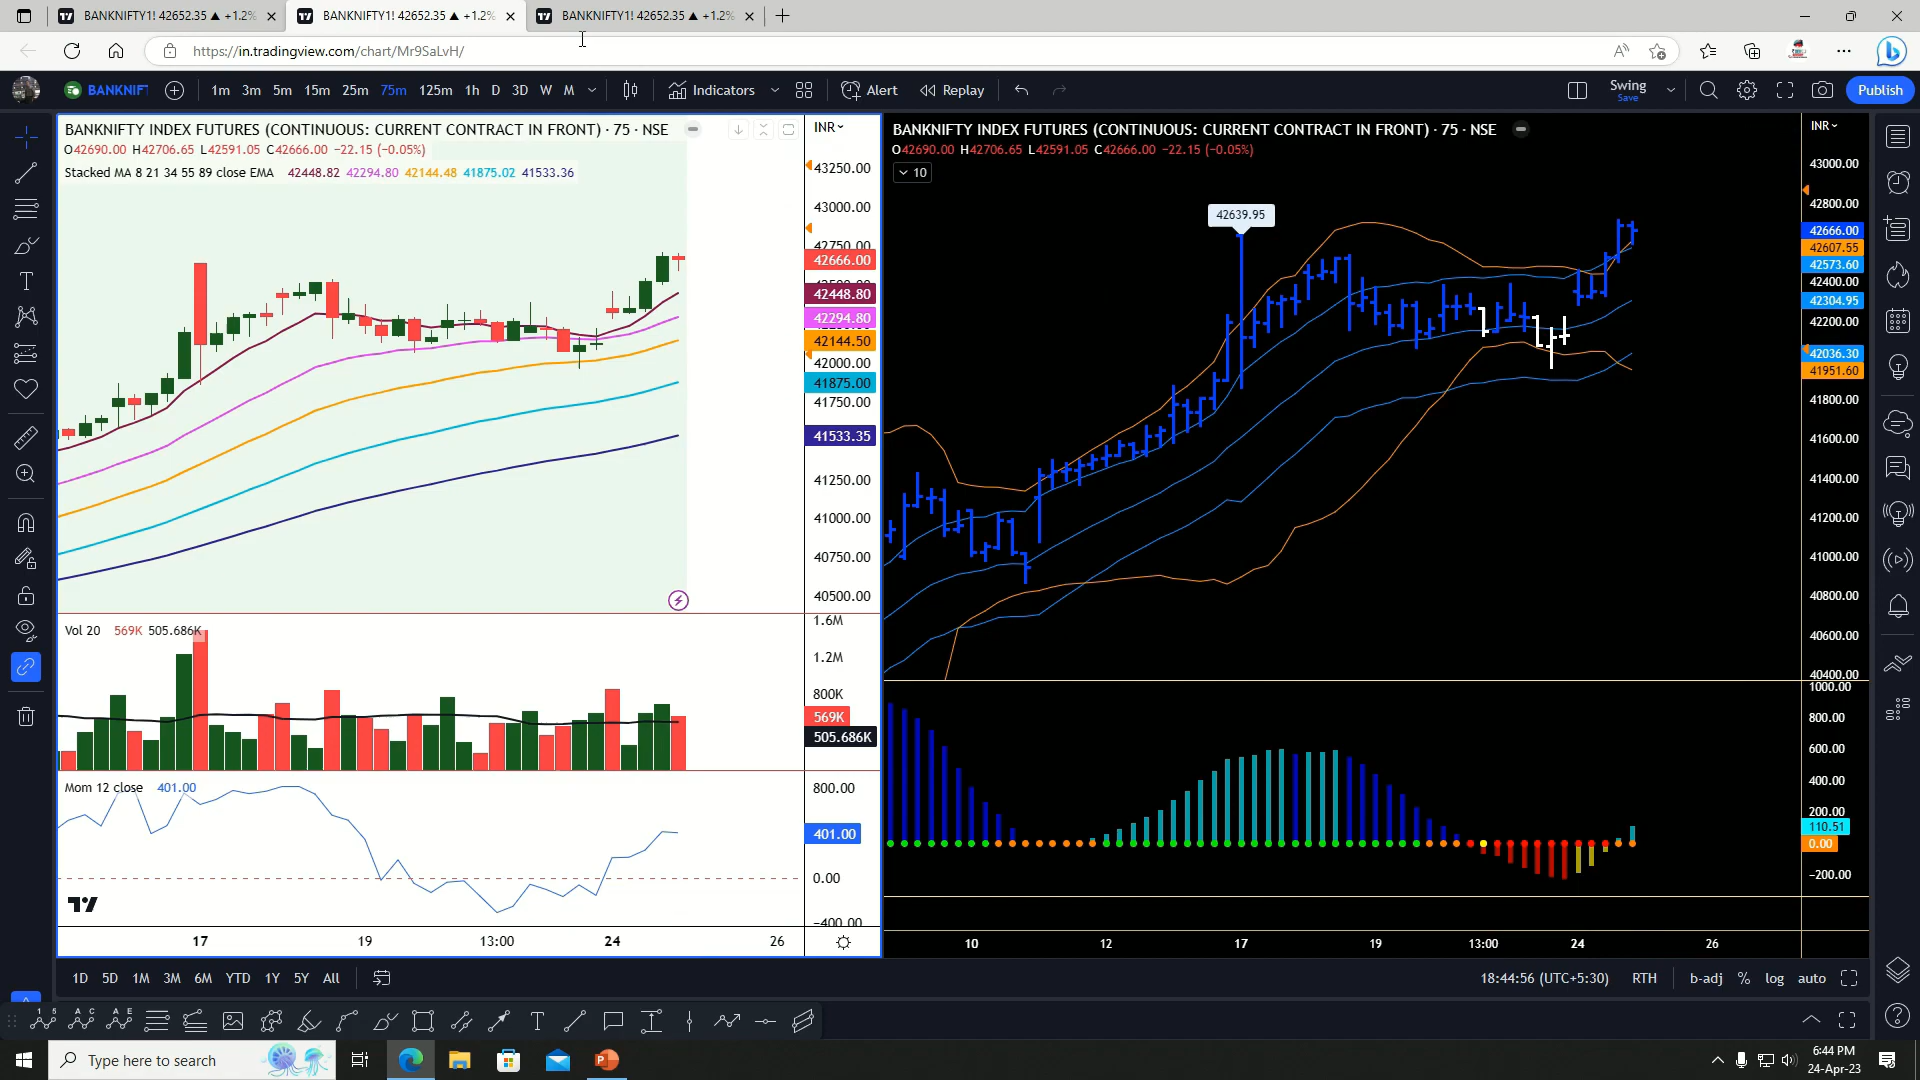 BANKNIFTY1! 42652.35 ▲ +1.2%
BANKNIFTY1! 42652.35 ▲ +1.2%
BANKNIFTY1! 42652.35 ▲ +1.2%
https://in.tradingview.com/chart/Mr9SaLvH/
BANKNIFT
1m 3m 5m 15m 25m 75m 125m 1h D 3D W M
Indicators
Alert
Replay
Swing
Save
Publish
BANKNIFTY INDEX FUTURES (CONTINUOUS: CURRENT CONTRACT IN FRONT) · 75 · NSE
O42690.00 H42706.65 L42591.05 C42666.00 −22.15 (−0.05%)
Stacked MA 8 21 34 55 89 close EMA 42448.82 42294.80 42144.48 41875.02 41533.36
INR
43250.00
43000.00
42750.00
42666.00
42448.80
42294.80
42144.50
42000.00
41875.00
41750.00
41533.35
41250.00
41000.00
40750.00
40500.00
Vol 20 569K 505.686K
1.6M
1.2M
800K
569K
505.686K
Mom 12 close 401.00
800.00
401.00
0.00
−400.00
17 19 13:00 24 26
BANKNIFTY INDEX FUTURES (CONTINUOUS: CURRENT CONTRACT IN FRONT) · 75 · NSE
O42690.00 H42706.65 L42591.05 C42666.00 −22.15 (−0.05%)
10
42639.95
INR
43000.00
42800.00
42666.00
42607.55
42573.60
42400.00
42304.95
42200.00
42036.30
41951.60
41800.00
41600.00
41400.00
41200.00
41000.00
40800.00
40600.00
40400.00
1000.00
800.00
600.00
400.00
200.00
110.51
0.00
−200.00
10 12 17 19 13:00 24 26
1D 5D 1M 3M 6M YTD 1Y 5Y All
18:44:56 (UTC+5:30) RTH b-adj % log auto
Type here to search
6:44 PM
24-Apr-23